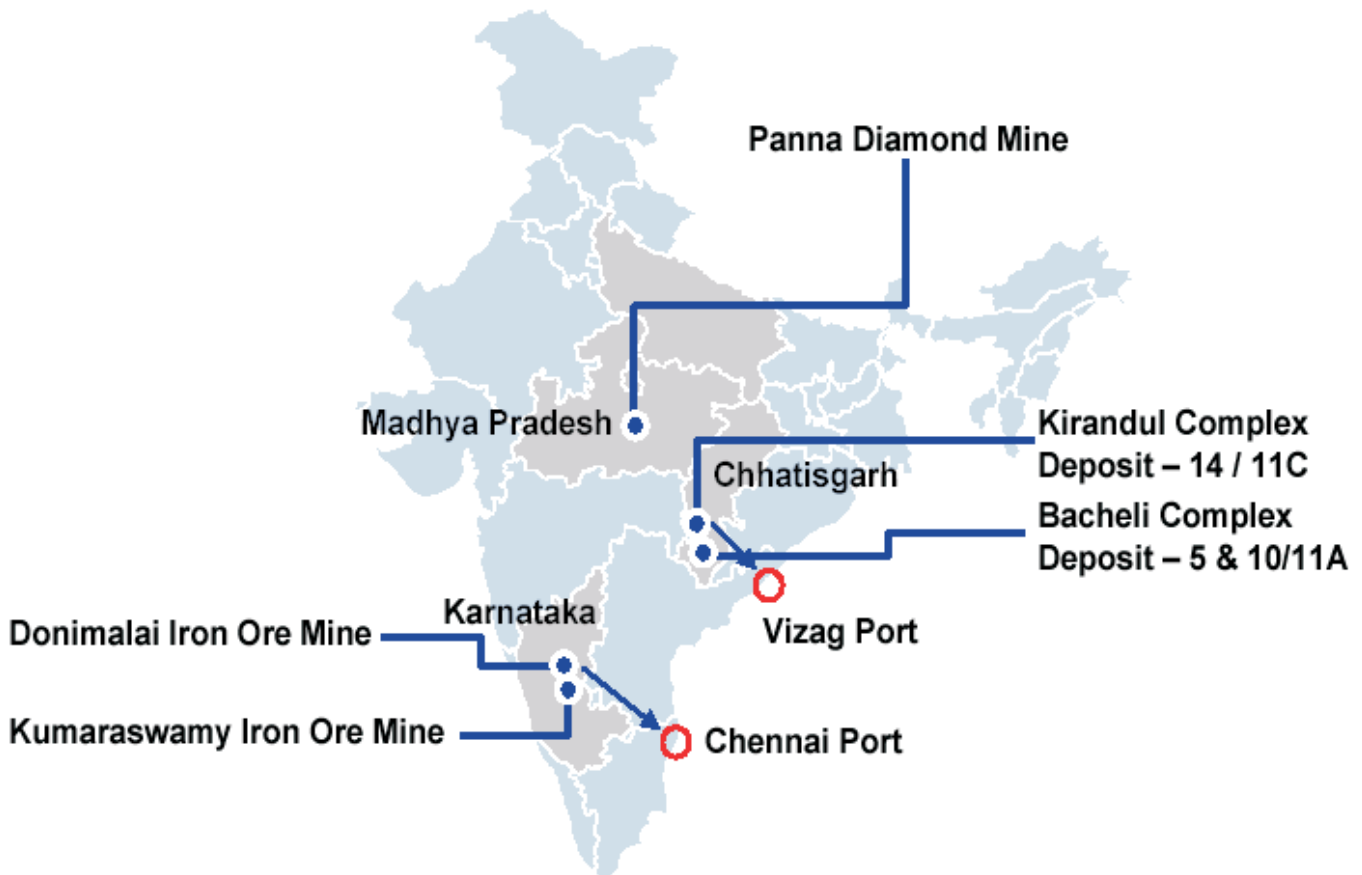 Panna Diamond Mine
Madhya Pradesh
Kirandul Complex
Deposit – 14 / 11C
Chhatisgarh
Bacheli Complex
Deposit – 5 & 10/11A
Karnataka
Donimalai Iron Ore Mine
Vizag Port
Kumaraswamy Iron Ore Mine
Chennai Port